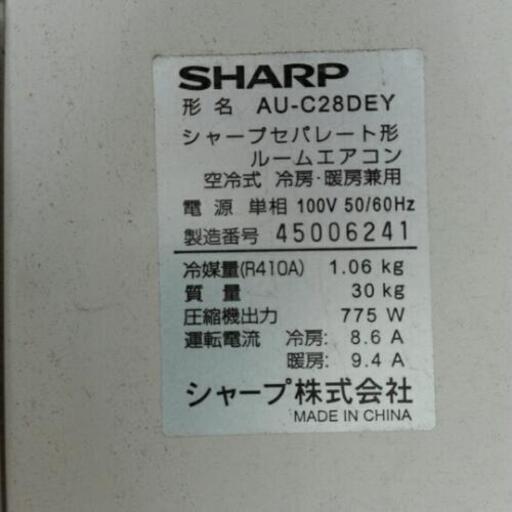 SHARP
形名 AU-C28DEY
シャープセパレート形
ルームエアコン
空冷式 冷房・暖房兼用
電源 単相 100V 50/60Hz
製造番号 45006241
冷媒量(R410A) 1.06 kg
質量 30 kg
圧縮機出力 775 W
運転電流 冷房: 8.6 A
暖房: 9.4 A
シャープ株式会社
MADE IN CHINA